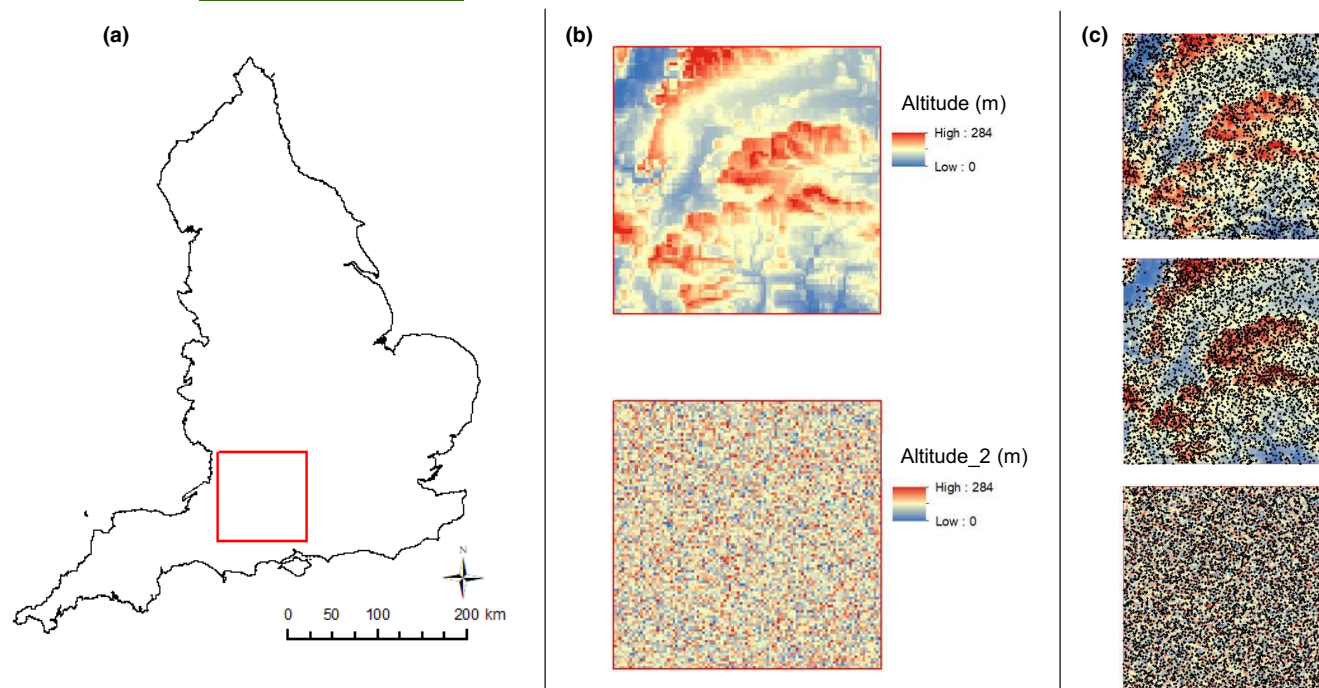 (a)
N
0 50 100 200 km
(b)
Altitude (m)
High : 284
Low : 0
Altitude_2 (m)
High : 284
Low : 0
(c)